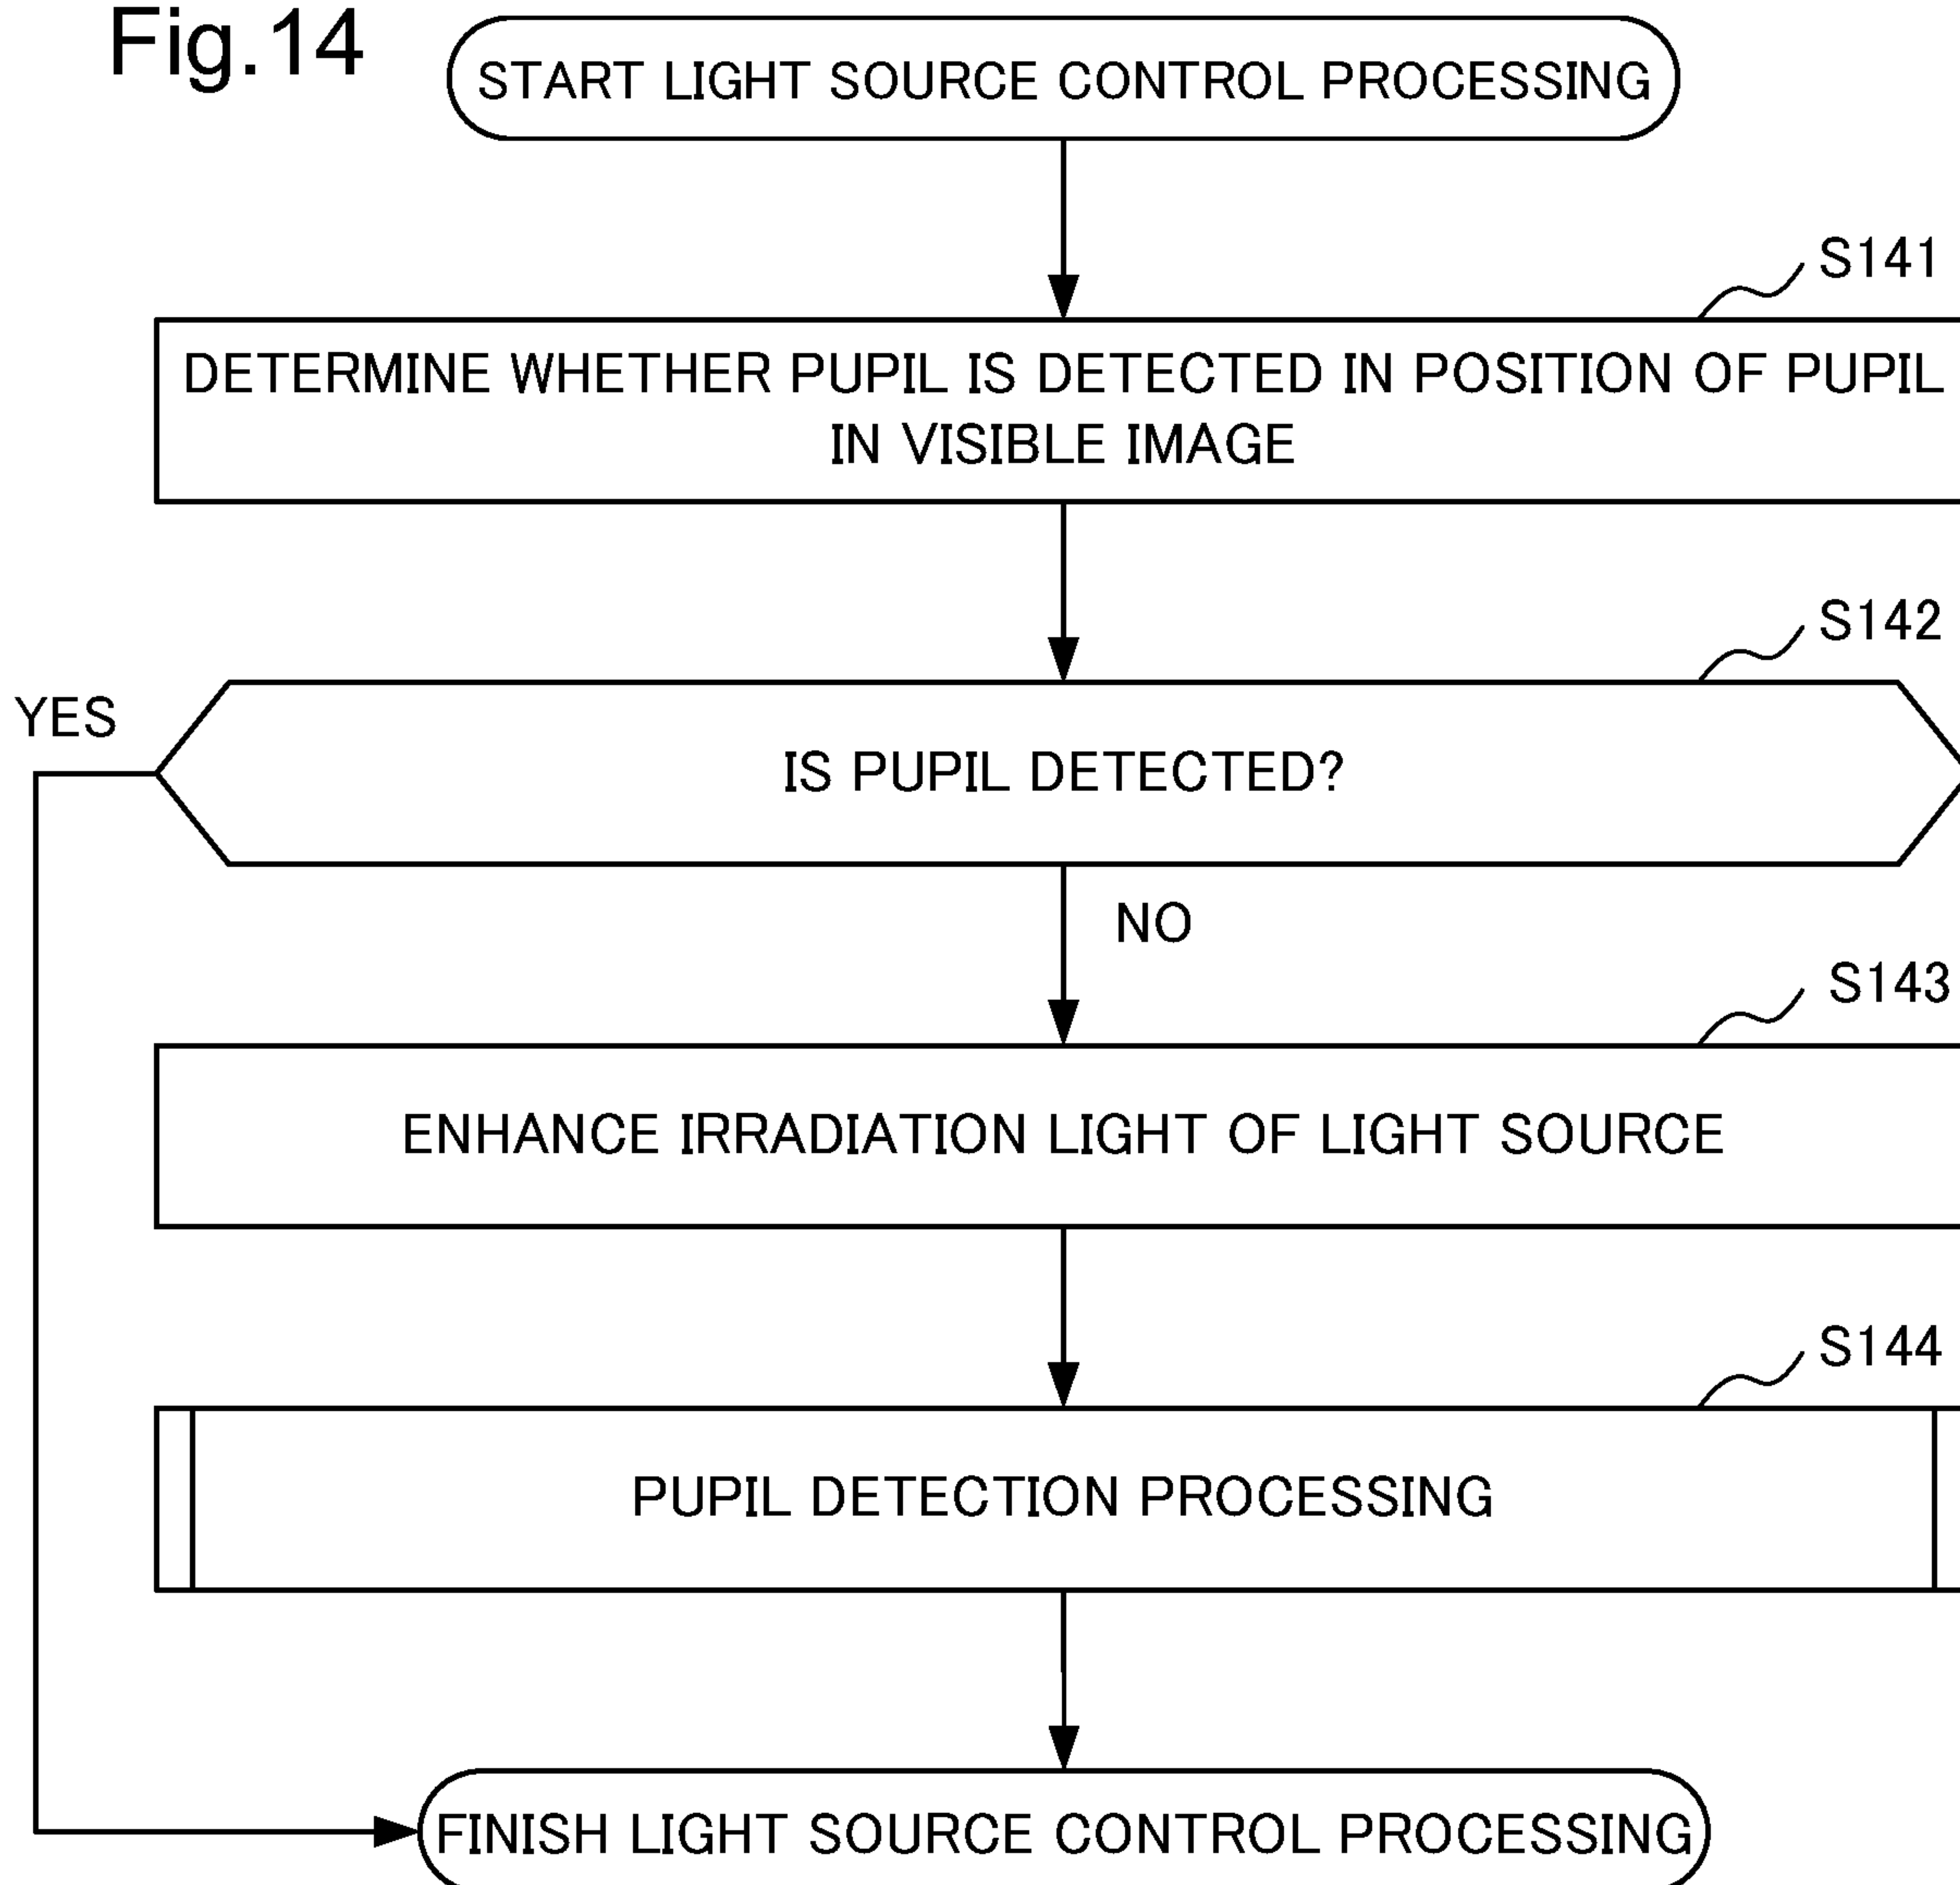 Fig.14
START LIGHT SOURCE CONTROL PROCESSING
S141
DETERMINE WHETHER PUPIL IS DETECTED IN POSITION OF PUPIL
IN VISIBLE IMAGE
S142
YES
IS PUPIL DETECTED?
NO
S143
ENHANCE IRRADIATION LIGHT OF LIGHT SOURCE
S144
PUPIL DETECTION PROCESSING
FINISH LIGHT SOURCE CONTROL PROCESSING